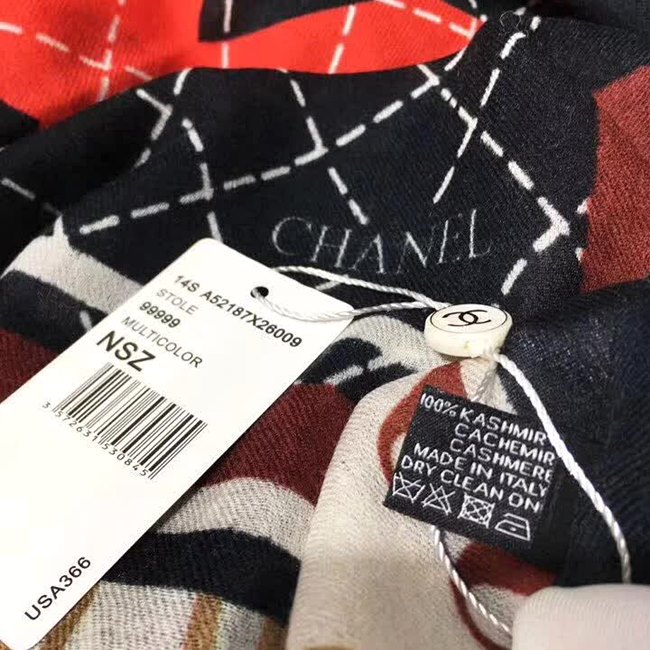 CHANEL
14S A52187X26009
STOLE
99999
MULTICOLOR
NSZ
3 572631 530845
USA366
100% KASHMIR
CACHEMIR
CASHMERE
MADE IN ITALY
DRY CLEAN ON